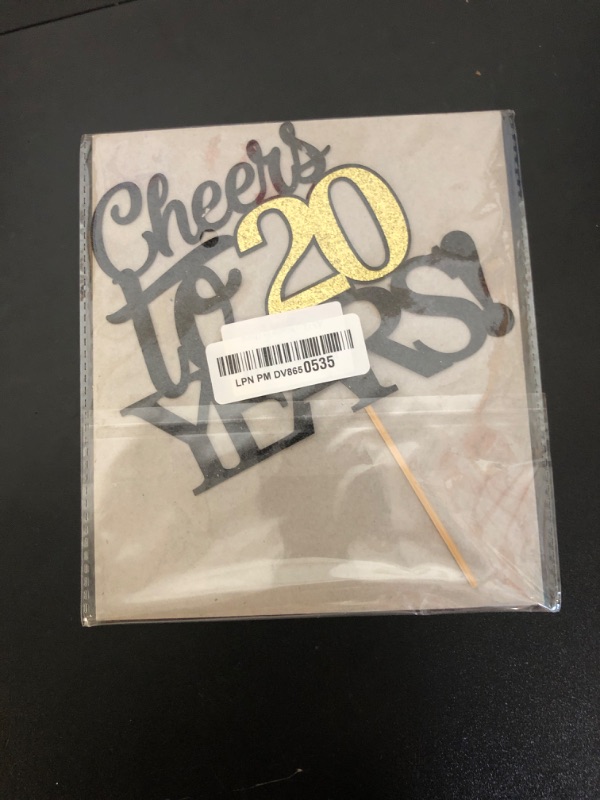 Cheers
to 20
YEARS!
LPN PM DV865 0535